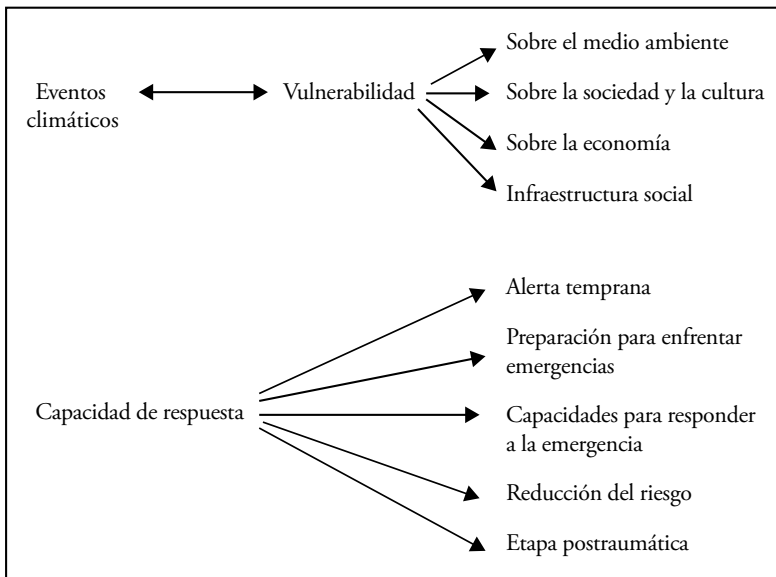 Sobre el medio ambiente
Eventos
climáticos
Vulnerabilidad
Sobre la sociedad y la cultura
Sobre la economía
Infraestructura social
Alerta temprana
Preparación para enfrentar
emergencias
Capacidad de respuesta
Capacidades para responder
a la emergencia
Reducción del riesgo
Etapa postraumática